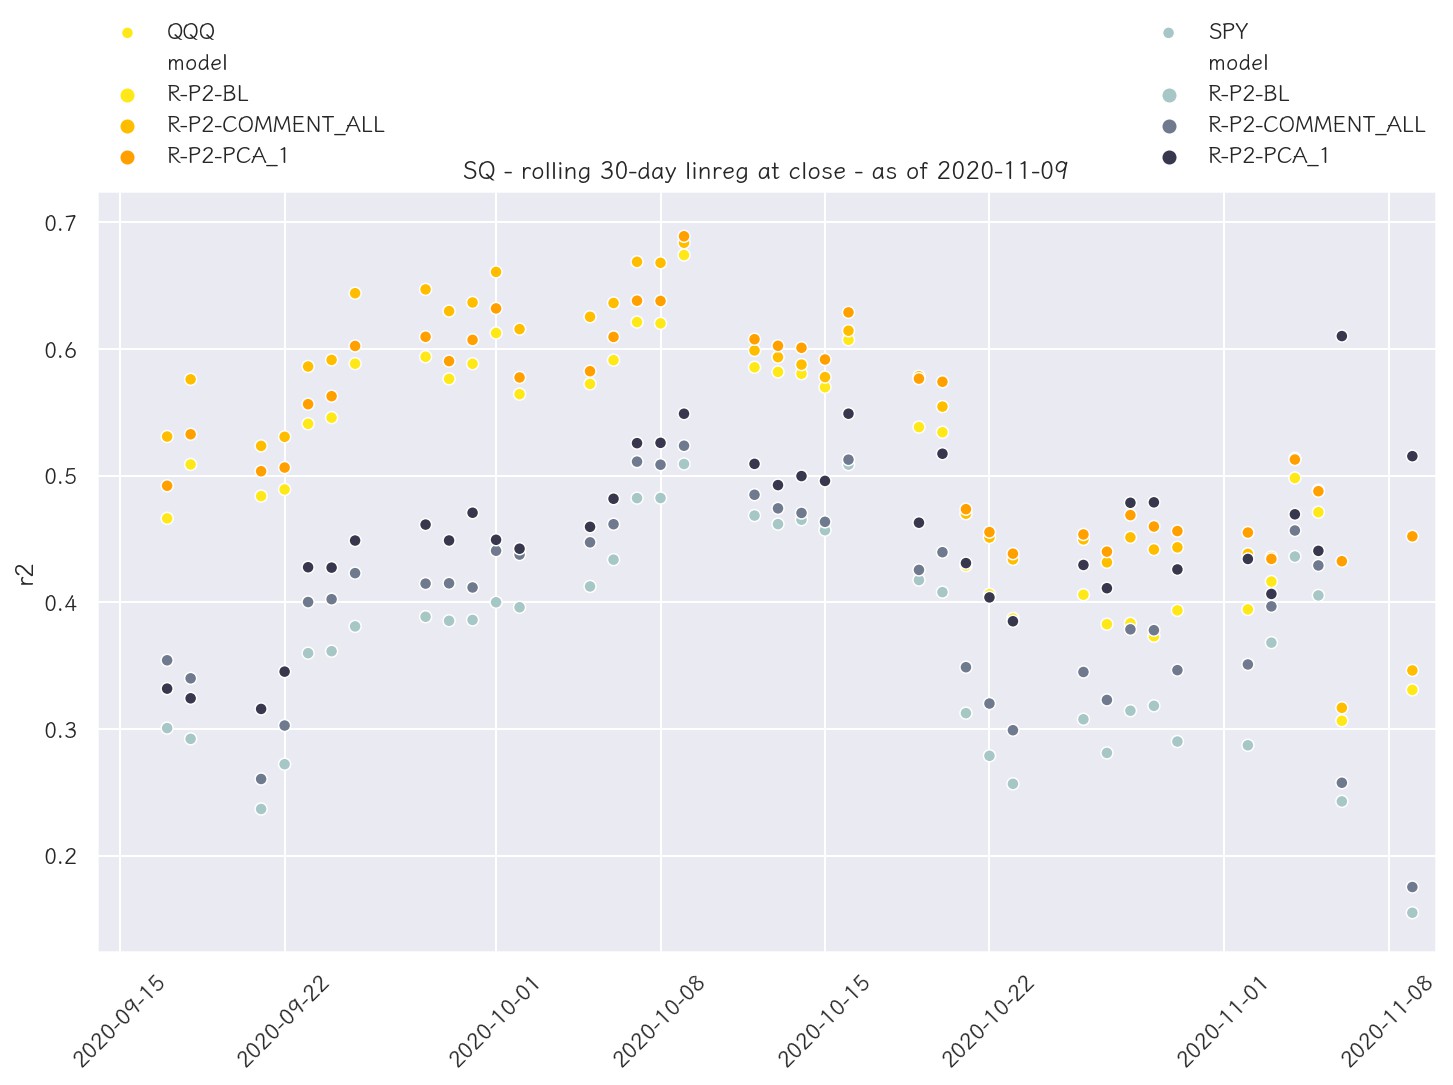 QQQ
model
R-P2-BL
R-P2-COMMENT_ALL
R-P2-PCA_1
SPY
model
R-P2-BL
R-P2-COMMENT_ALL
R-P2-PCA_1
SQ - rolling 30-day linreg at close - as of 2020-11-09
0.7
0.6
0.5
0.4
0.3
0.2
r2
2020-09-15
2020-09-22
2020-10-01
2020-10-08
2020-10-15
2020-10-22
2020-11-01
2020-11-08